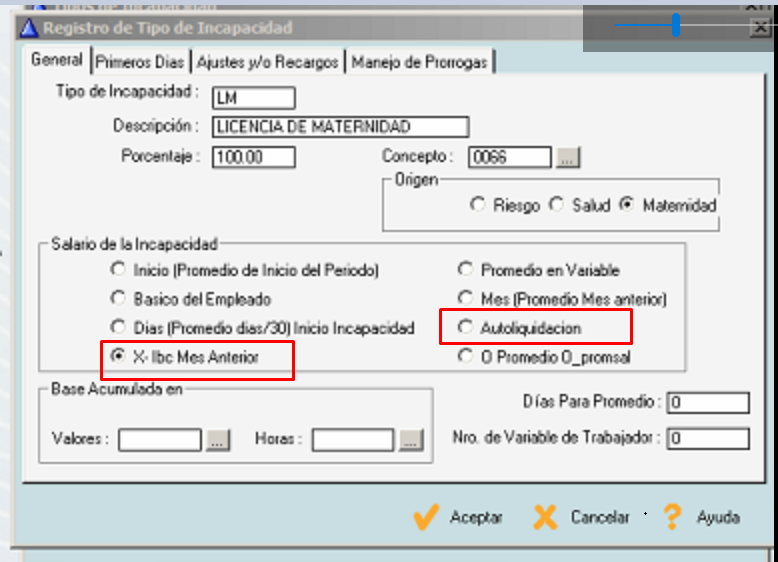 Registro de Tipo de Incapacidad
General Primeros Dias Ajustes y/o Recargos Manejo de Prorrogas
Tipo de Incapacidad : LM
Descripción : LICENCIA DE MATERNIDAD
Porcentaje : 100.00 Concepto : 0066 ...
Origen
Riesgo Salud Maternidad
Salario de la Incapacidad
Inicio (Promedio de Inicio del Periodo) Promedio en Variable
Basico del Empleado Mes (Promedio Mes anterior)
Dias (Promedio dias/30) Inicio Incapacidad Autoliquidacion
X- Ibc Mes Anterior O Promedio O_promsal
Base Acumulada en
Días Para Promedio : 0
Valores : ... Horas : ... Nro. de Variable de Trabajador : 0
Aceptar Cancelar Ayuda